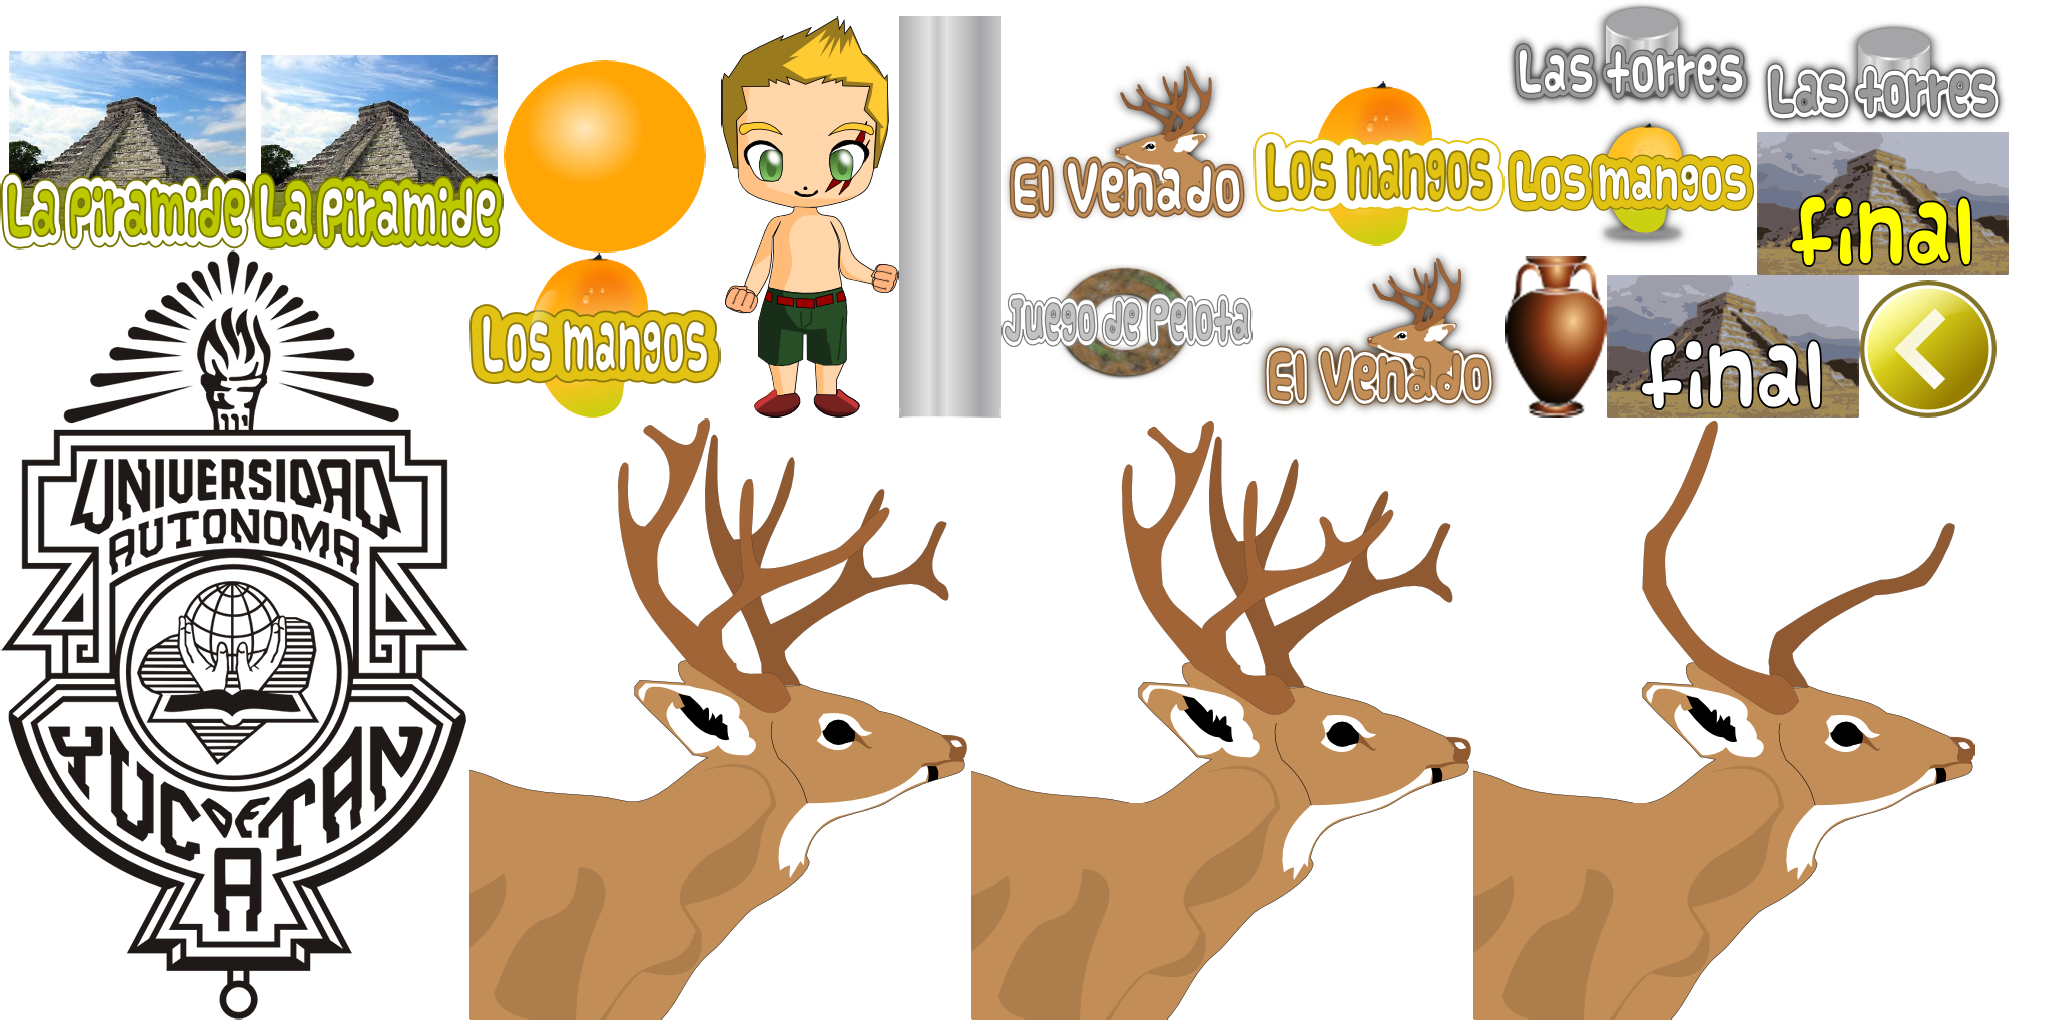 La Piramide
La Piramide
Los mangos
El Venado
Los mangos
Las torres
Las torres
Los mangos
final
Juego de Pelota
El Venado
final
UNIVERSIDAD
AUTONOMA
DE
YUCATAN